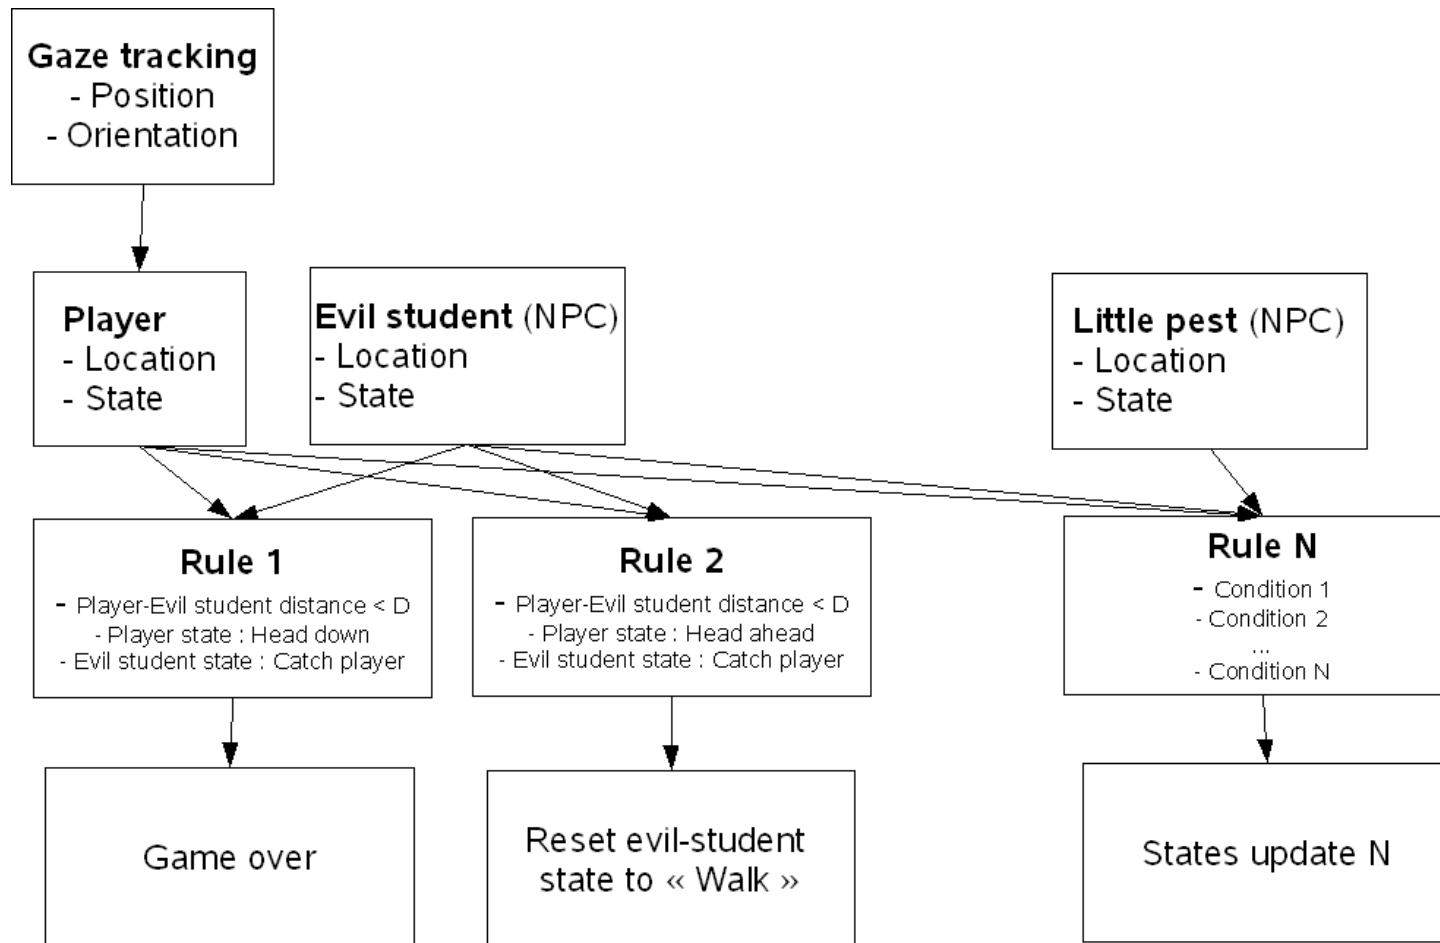 Gaze tracking
- Position
- Orientation
Player
- Location
- State
Evil student (NPC)
- Location
- State
Little pest (NPC)
- Location
- State
Rule 1
- Player-Evil student distance < D
- Player state : Head down
- Evil student state : Catch player
Rule 2
- Player-Evil student distance < D
- Player state : Head ahead
- Evil student state : Catch player
Rule N
- Condition 1
- Condition 2
...
- Condition N
Game over
Reset evil-student
state to « Walk »
States update N